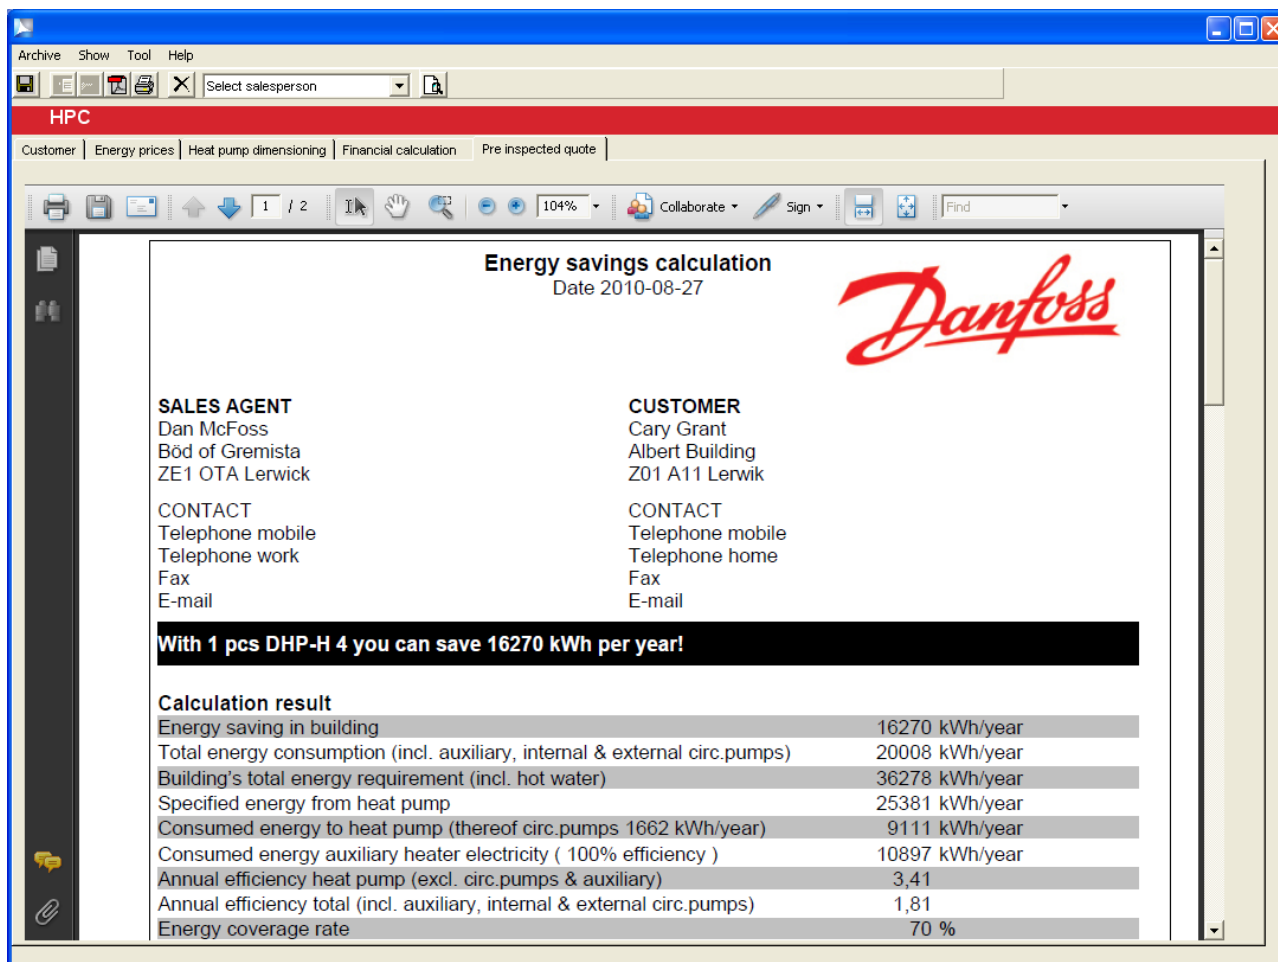 Archive Show Tool Help
Select salesperson
HPC
Customer Energy prices Heat pump dimensioning Financial calculation Pre inspected quote
1 / 2 104% Collaborate Sign Find
Energy savings calculation
Date 2010-08-27
Danfoss
SALES AGENT CUSTOMER
Dan McFoss Cary Grant
Böd of Gremista Albert Building
ZE1 OTA Lerwick Z01 A11 Lerwik
CONTACT CONTACT
Telephone mobile Telephone mobile
Telephone work Telephone home
Fax Fax
E-mail E-mail
With 1 pcs DHP-H 4 you can save 16270 kWh per year!
Calculation result
Energy saving in building 16270 kWh/year
Total energy consumption (incl. auxiliary, internal & external circ.pumps) 20008 kWh/year
Building's total energy requirement (incl. hot water) 36278 kWh/year
Specified energy from heat pump 25381 kWh/year
Consumed energy to heat pump (thereof circ.pumps 1662 kWh/year) 9111 kWh/year
Consumed energy auxiliary heater electricity ( 100% efficiency ) 10897 kWh/year
Annual efficiency heat pump (excl. circ.pumps & auxiliary) 3,41
Annual efficiency total (incl. auxiliary, internal & external circ.pumps) 1,81
Energy coverage rate 70 %